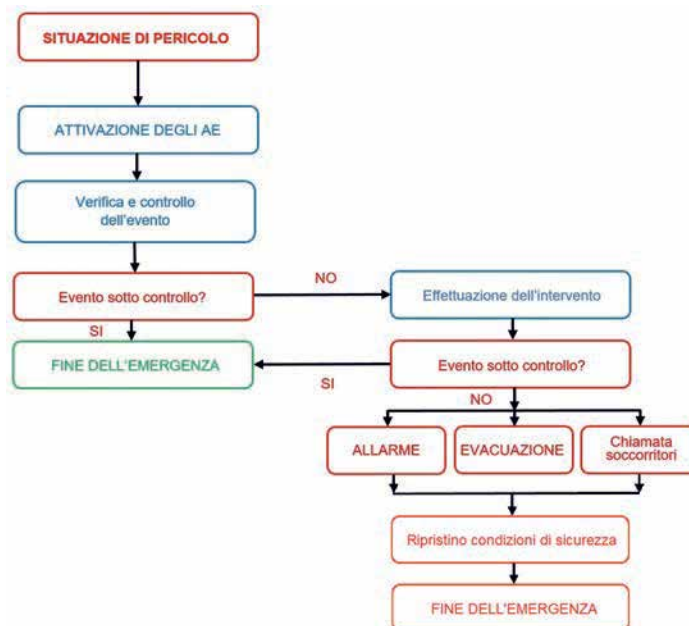 SITUAZIONE DI PERICOLO
ATTIVAZIONE DEGLI AE
Verifica e controllo
dell'evento
Evento sotto controllo?
NO
Effettuazione dell'intervento
SI
FINE DELL'EMERGENZA
SI
Evento sotto controllo?
NO
ALLARME
EVACUAZIONE
Chiamata
soccorritori
Ripristino condizioni di sicurezza
FINE DELL'EMERGENZA